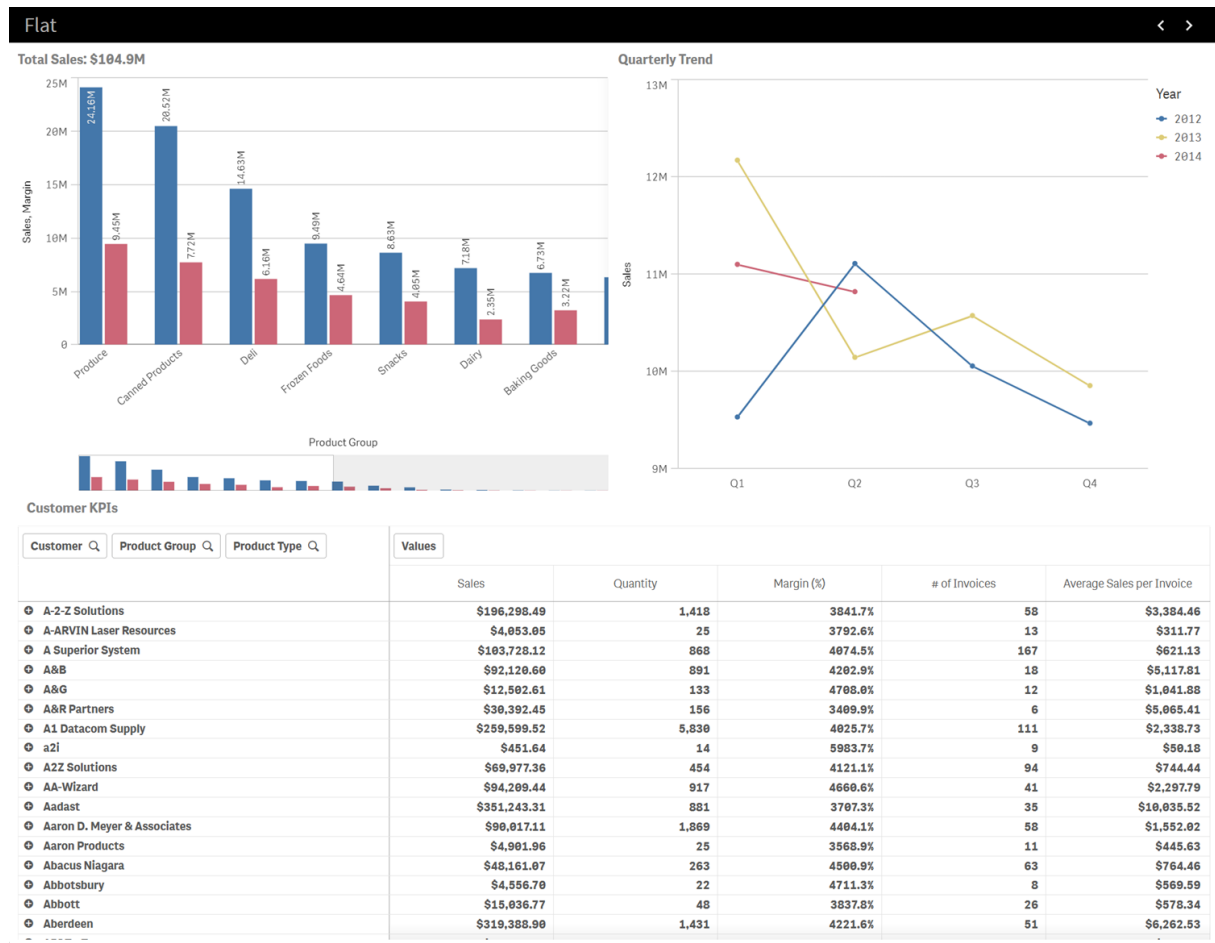 Flat
Total Sales: $104.9M
25M
20M
15M
10M
5M
0
Sales, Margin
24.16M
9.45M
20.52M
7.72M
14.63M
6.16M
9.49M
4.64M
8.63M
4.05M
7.18M
2.35M
6.73M
3.22M
Produce
Canned Products
Deli
Frozen Foods
Snacks
Dairy
Baking Goods
Product Group
Quarterly Trend
13M
12M
11M
10M
9M
Sales
Q1 Q2 Q3 Q4
Year
2012
2013
2014
Customer KPIs
Customer Product Group Product Type Values
Sales Quantity Margin (%) # of Invoices Average Sales per Invoice
A-2-Z Solutions $196,298.49 1,418 3841.7% 58 $3,384.46
A-ARVIN Laser Resources $4,053.05 25 3792.6% 13 $311.77
A Superior System $103,728.12 868 4074.5% 167 $621.13
A&B $92,120.60 891 4202.9% 18 $5,117.81
A&G $12,502.61 133 4708.0% 12 $1,041.88
A&R Partners $30,392.45 156 3409.9% 6 $5,065.41
A1 Datacom Supply $259,599.52 5,830 4025.7% 111 $2,338.73
a2i $451.64 14 5983.7% 9 $50.18
A2Z Solutions $69,977.36 454 4121.1% 94 $744.44
AA-Wizard $94,209.44 917 4660.6% 41 $2,297.79
Aadast $351,243.31 881 3707.3% 35 $10,035.52
Aaron D. Meyer & Associates $90,017.11 1,869 4404.1% 58 $1,552.02
Aaron Products $4,901.96 25 3568.9% 11 $445.63
Abacus Niagara $48,161.07 263 4500.9% 63 $764.46
Abbotsbury $4,556.70 22 4711.3% 8 $569.59
Abbott $15,036.77 48 3837.8% 26 $578.34
Aberdeen $319,388.90 1,431 4221.6% 51 $6,262.53